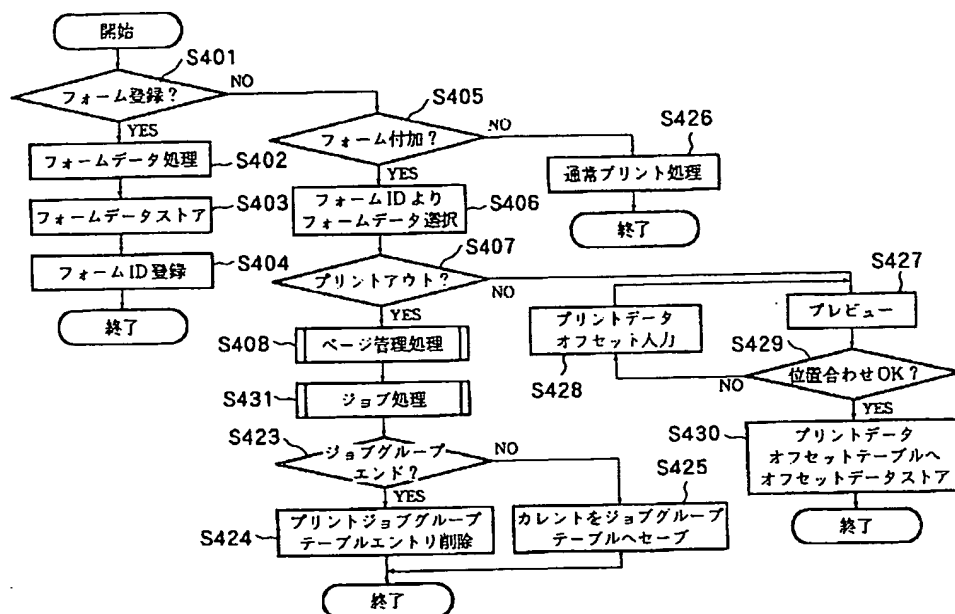 開始
S401
フォーム登録？
NO
YES
フォームデータ処理
S402
フォームデータストア
S403
フォームID登録
S404
終了
S405
フォーム付加？
NO
YES
S426
通常プリント処理
終了
フォームIDより
フォームデータ選択
S406
S407
プリントアウト？
NO
YES
S408
ページ管理処理
S431
ジョブ処理
S423
ジョブグループ
エンド？
NO
YES
S424
プリントジョブグループ
テーブルエントリ削除
S425
カレントをジョブグループ
テーブルへセーブ
終了
S427
プレビュー
プリントデータ
オフセット入力
S428
S429
位置合わせOK？
NO
YES
S430
プリントデータ
オフセットテーブルへ
オフセットデータストア
終了